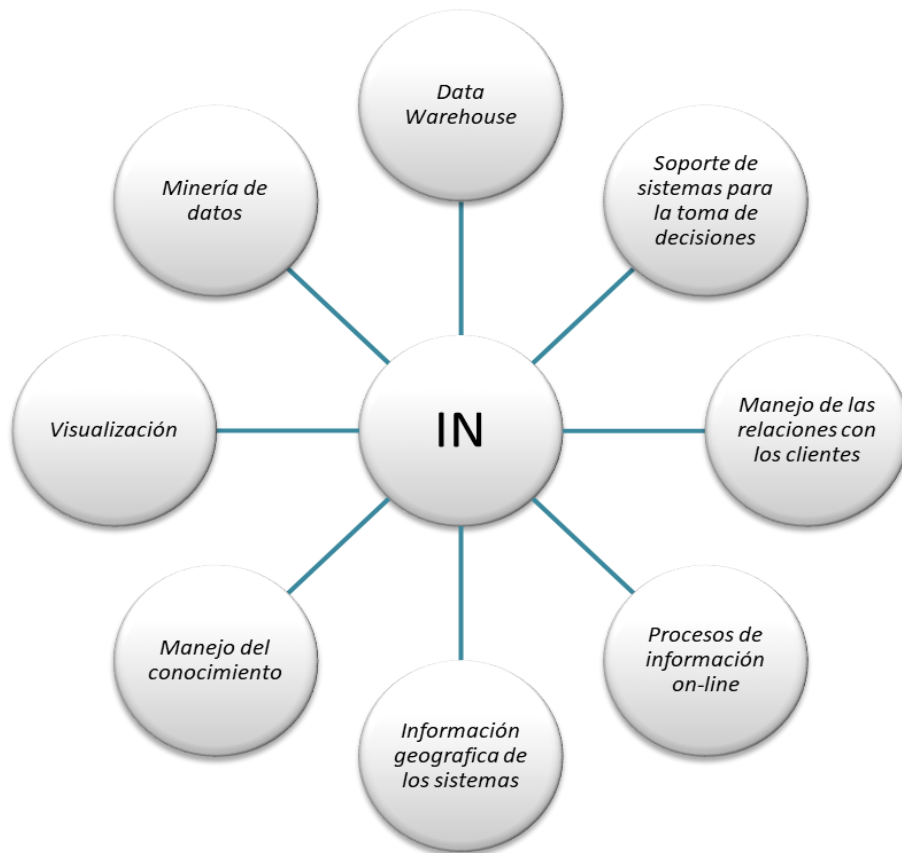 Data
Warehouse
Soporte de
sistemas para
la toma de
decisiones
Manejo de las
relaciones con
los clientes
Procesos de
información
on-line
Información
geografica de
los sistemas
Manejo del
conocimiento
Visualización
Minería de
datos
IN